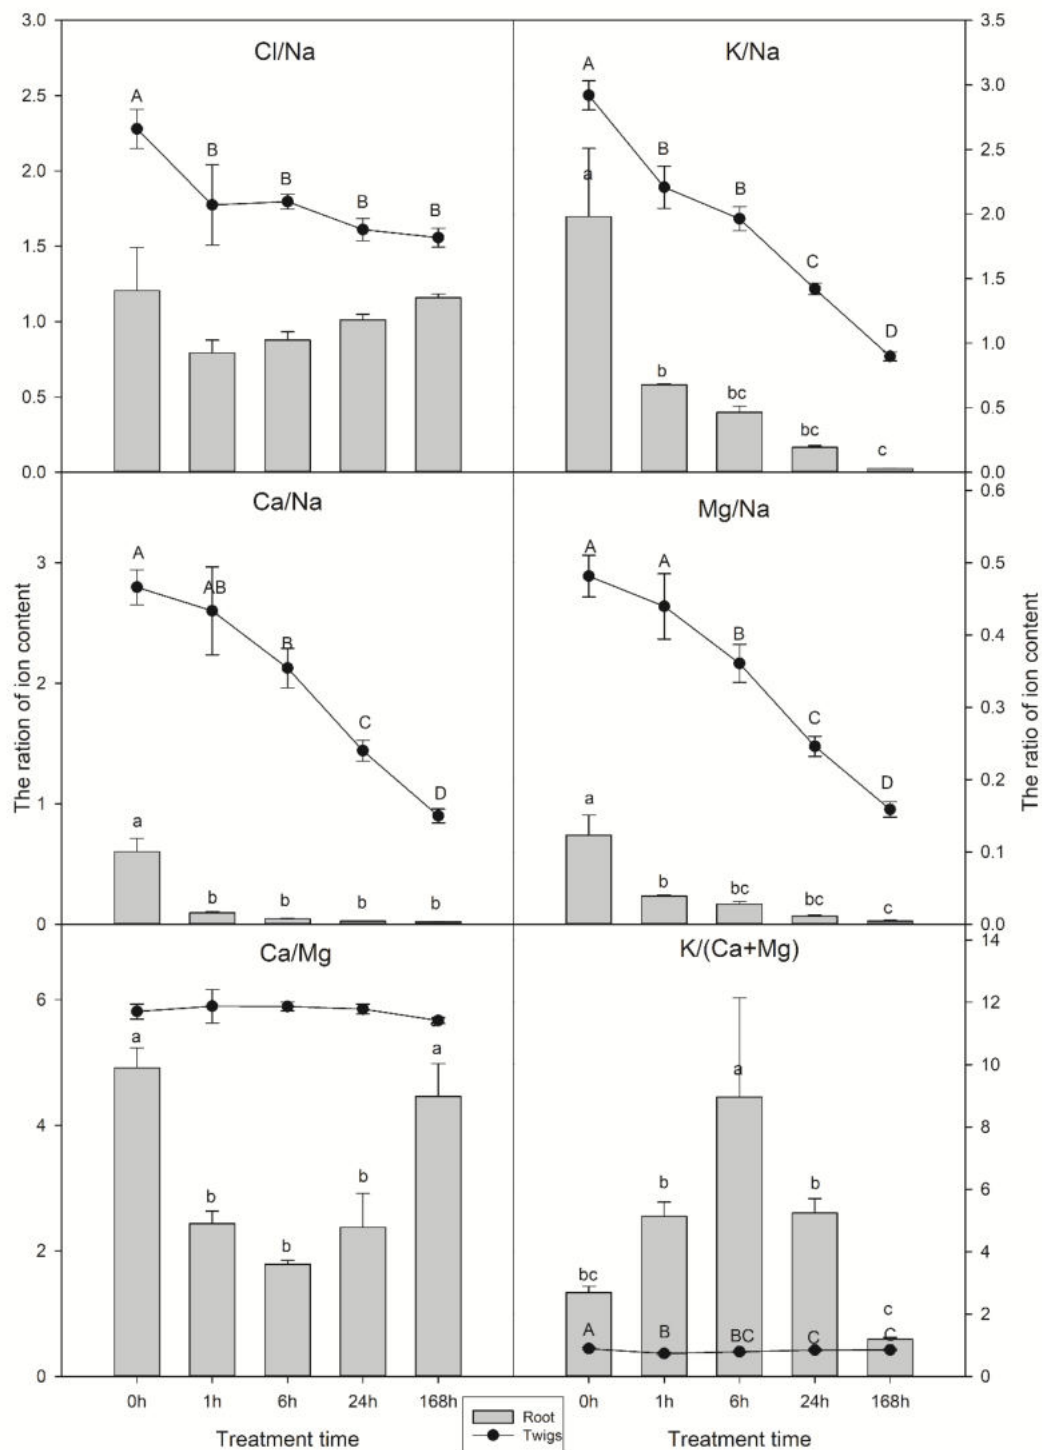 3.0
2.5
2.0
1.5
1.0
0.5
0.0
Cl/Na
A
B
B
B
B
K/Na
A
B
B
C
D
a
b
bc
bc
c
3.5
3.0
2.5
2.0
1.5
1.0
0.5
0.0
The ration of ion content
3
2
1
0
Ca/Na
A
AB
B
C
D
a
b
b
b
b
Mg/Na
A
A
B
C
D
a
b
bc
bc
c
0.6
0.5
0.4
0.3
0.2
0.1
0.0
The ratio of ion content
6
4
2
0
Ca/Mg
a
b
b
b
a
K/(Ca+Mg)
bc
b
a
b
c
A
B
BC
C
C
14
12
10
8
6
4
2
0
0h
1h
6h
24h
168h
0h
1h
6h
24h
168h
Treatment time
Root
Twigs
Treatment time